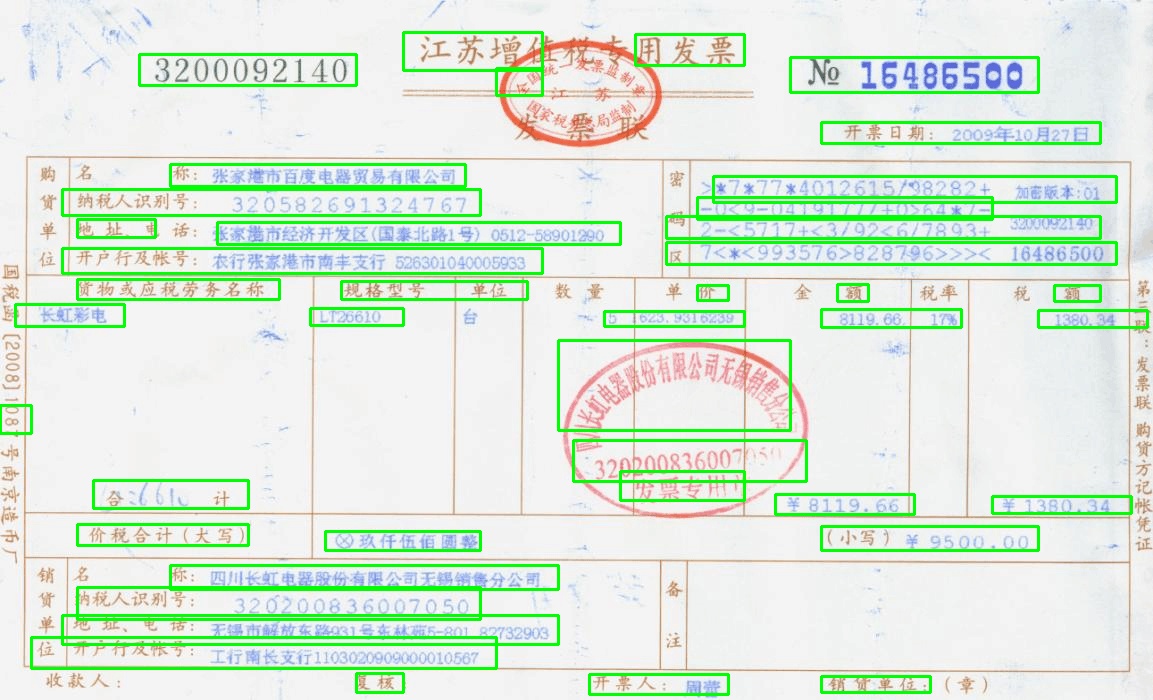 江苏增值税专用发票
3200092140
№ 16486500
全国统一发票监制章
江苏
国家税务总局监制
发票联
开票日期: 2009年10月27日
购货单位
名称: 张家港市百度电器贸易有限公司
纳税人识别号: 320582691324767
地址、电话: 张家港市经济开发区(国泰北路1号) 0512-58901290
开户行及帐号: 农行张家港市南丰支行 526301040005933
密码区
>*7*77*4012615/98282+ 加密版本:01
-0<9-04191777+0>64*7-
2-<5717+<3/92<6/7893+ 3200092140
7<*<993576>828796>>>< 16486500
货物或应税劳务名称 规格型号 单位 数量 单价 金额 税率 税额
长虹彩电 LT26610 台 5 1623.9316239 8119.66 17% 1380.34
四川长虹电器股份有限公司无锡销售分公司
320200836007050
发票专用章
合计 ¥8119.66 ¥1380.34
价税合计(大写) ⊗玖仟伍佰圆整 (小写) ¥9500.00
销货单位
名称: 四川长虹电器股份有限公司无锡销售分公司
纳税人识别号: 320200836007050
地址、电话: 无锡市解放东路931号东林苑5-801 82732903
开户行及帐号: 工行南长支行1103020909000010567
备注
收款人: 复核 开票人: 周蕾 销货单位:(章)
国税函[2008]1087号南京造币厂
第二联:发票联 购货方记帐凭证